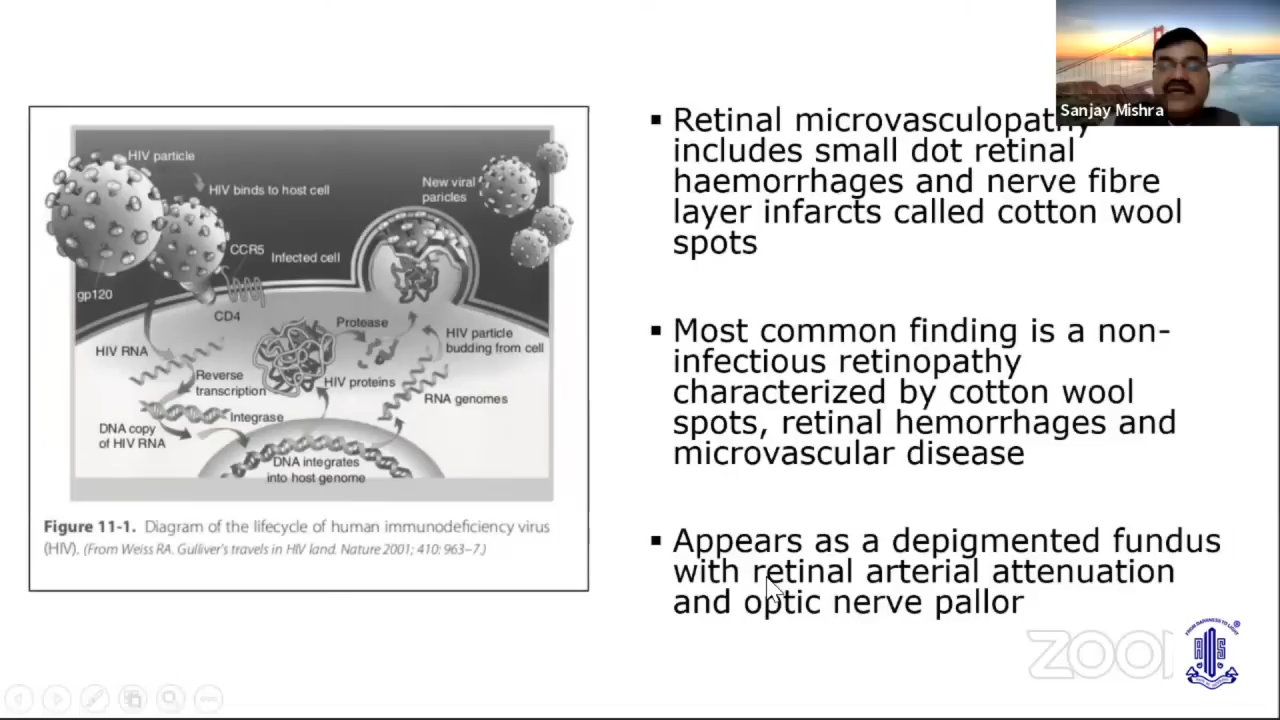 Sanjay Mishra
▪ Retinal microvasculopathy
includes small dot retinal
haemorrhages and nerve fibre
layer infarcts called cotton wool
spots
▪ Most common finding is a non-
infectious retinopathy
characterized by cotton wool
spots, retinal hemorrhages and
microvascular disease
▪ Appears as a depigmented fundus
with retinal arterial attenuation
and optic nerve pallor
HIV particle
HIV binds to host cell
New viral
paricles
CCR5
Infected cell
gp120
CD4
Protease
HIV particle
budding from cell
HIV RNA
Reverse
transcription
HIV proteins
RNA genomes
Integrase
DNA copy
of HIV RNA
DNA integrates
into host genome
Figure 11-1. Diagram of the lifecycle of human immunodeficiency virus
(HIV). (From Weiss RA. Gulliver's travels in HIV land. Nature 2001; 410: 963–7.)
zoom